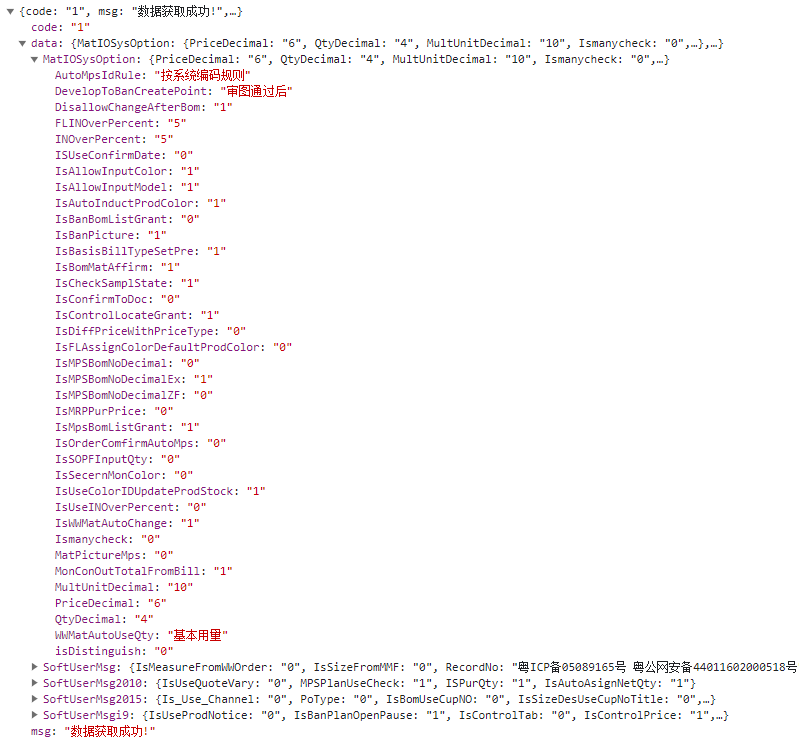 {code: "1", msg: "数据获取成功!",…}
code: "1"
data: {MatIOSysOption: {PriceDecimal: "6", QtyDecimal: "4", MultUnitDecimal: "10", Ismanycheck: "0",…},…}
MatIOSysOption: {PriceDecimal: "6", QtyDecimal: "4", MultUnitDecimal: "10", Ismanycheck: "0",…}
AutoMpsIdRule: "按系统编码规则"
DevelopToBanCreatePoint: "审图通过后"
DisallowChangeAfterBom: "1"
FLINOverPercent: "5"
INOverPercent: "5"
ISUseConfirmDate: "0"
IsAllowInputColor: "1"
IsAllowInputModel: "1"
IsAutoInductProdColor: "1"
IsBanBomListGrant: "0"
IsBanPicture: "1"
IsBasisBillTypeSetPre: "1"
IsBomMatAffirm: "1"
IsCheckSamplState: "1"
IsConfirmToDoc: "0"
IsControlLocateGrant: "1"
IsDiffPriceWithPriceType: "0"
IsFLAssignColorDefaultProdColor: "0"
IsMPSBomNoDecimal: "0"
IsMPSBomNoDecimalEx: "1"
IsMPSBomNoDecimalZF: "0"
IsMRPPurPrice: "0"
IsMpsBomListGrant: "1"
IsOrderComfirmAutoMps: "0"
IsSOPFInputQty: "0"
IsSecernMonColor: "0"
IsUseColorIDUpdateProdStock: "1"
IsUseINOverPercent: "0"
IsWWMatAutoChange: "1"
Ismanycheck: "0"
MatPictureMps: "0"
MonConOutTotalFromBill: "1"
MultUnitDecimal: "10"
PriceDecimal: "6"
QtyDecimal: "4"
WWMatAutoUseQty: "基本用量"
isDistinguish: "0"
SoftUserMsg: {IsMeasureFromWWOrder: "0", IsSizeFromMMF: "0", RecordNo: "粤ICP备05089165号 粤公网安备44011602000518号
SoftUserMsg2010: {IsUseQuoteVary: "0", MPSPlanUseCheck: "1", ISPurQty: "1", IsAutoAsignNetQty: "1"}
SoftUserMsg2015: {Is_Use_Channel: "0", PoType: "0", IsBomUseCupNO: "0", IsSizeDesUseCupNoTitle: "0",…}
SoftUserMsgi9: {IsUseProdNotice: "0", IsBanPlanOpenPause: "1", IsControlTab: "0", IsControlPrice: "1",…}
msg: "数据获取成功!"